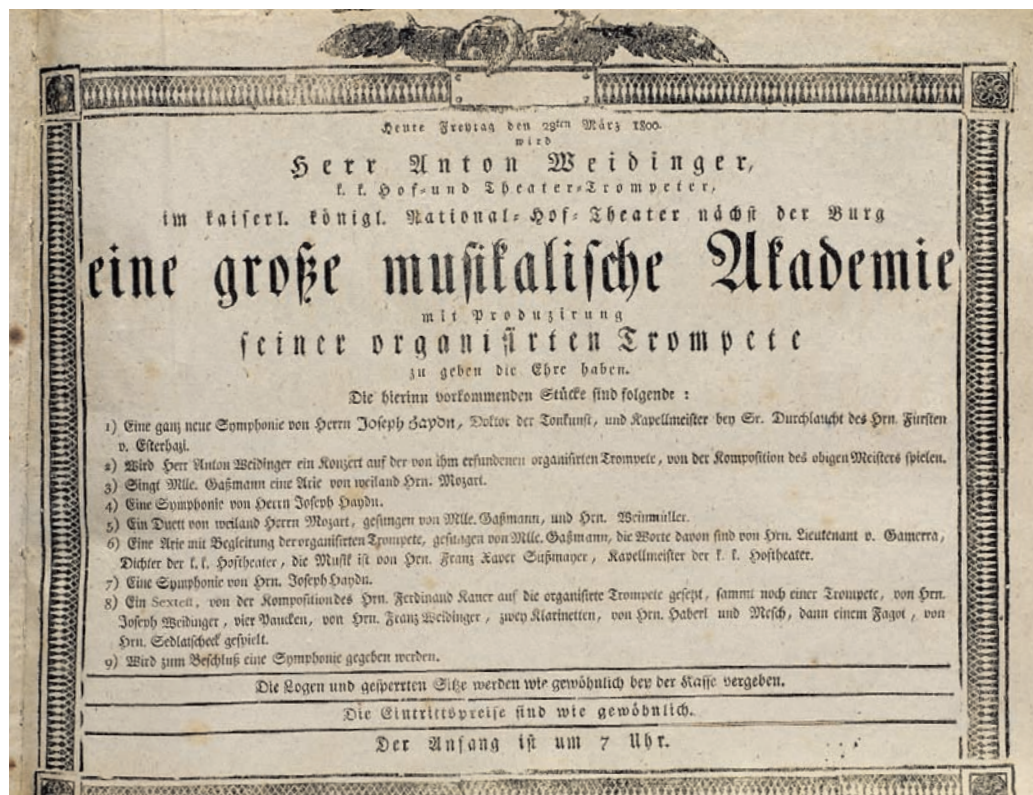 Heute Freytag den 28ten März 1800.
wird
Herr Anton Weidinger,
k. k. Hof- und Theater-Trompeter,
im kaiserl. königl. National-Hof-Theater nächst der Burg
eine große musikalische Akademie
mit Produzirung
seiner organisirten Trompete
zu geben die Ehre haben.
Die hierinn vorkommenden Stücke sind folgende :
1) Eine ganz neue Symphonie von Herrn Joseph Haydn, Doktor der Tonkunst, und Kapellmeister bey Sr. Durchlaucht des Hrn. Fürsten
v. Esterhazi.
2) Wird Herr Anton Weidinger ein Konzert auf der von ihm erfundenen organisirten Trompete, von der Komposition des obigen Meisters spielen.
3) Singt Mlle. Gaßmann eine Arie von weiland Hrn. Mozart.
4) Eine Symphonie von Herrn Joseph Haydn.
5) Ein Duett von weiland Herrn Mozart, gesungen von Mlle. Gaßmann, und Hrn. Weinmüller.
6) Eine Arie mit Begleitung der organisirten Trompete, gesungen von Mlle. Gaßmann, die Worte davon sind von Hrn. Lieutenant v. Gamerra,
Dichter der k. k. Hoftheater, die Musik ist von Hrn. Franz Xaver Süßmayer, Kapellmeister der k. k. Hoftheater.
7) Eine Symphonie von Hrn. Joseph Haydn.
8) Ein Sextett, von der Komposition des Hrn. Ferdinand Kauer auf die organisirte Trompete gesetzt, sammt noch einer Trompete, von Hrn.
Joseph Weidinger, vier Paucken, von Hrn. Franz Weidinger, zwey Klarinetten, von Hrn. Haberl und Mesch, dann einem Fagot, von
Hrn. Sedlatscheck gespielt.
9) Wird zum Beschluß eine Symphonie gegeben werden.
Die Logen und gesperrten Sitze werden wie gewöhnlich bey der Kasse vergeben.
Die Eintrittspreise sind wie gewöhnlich.
Der Anfang ist um 7 Uhr.